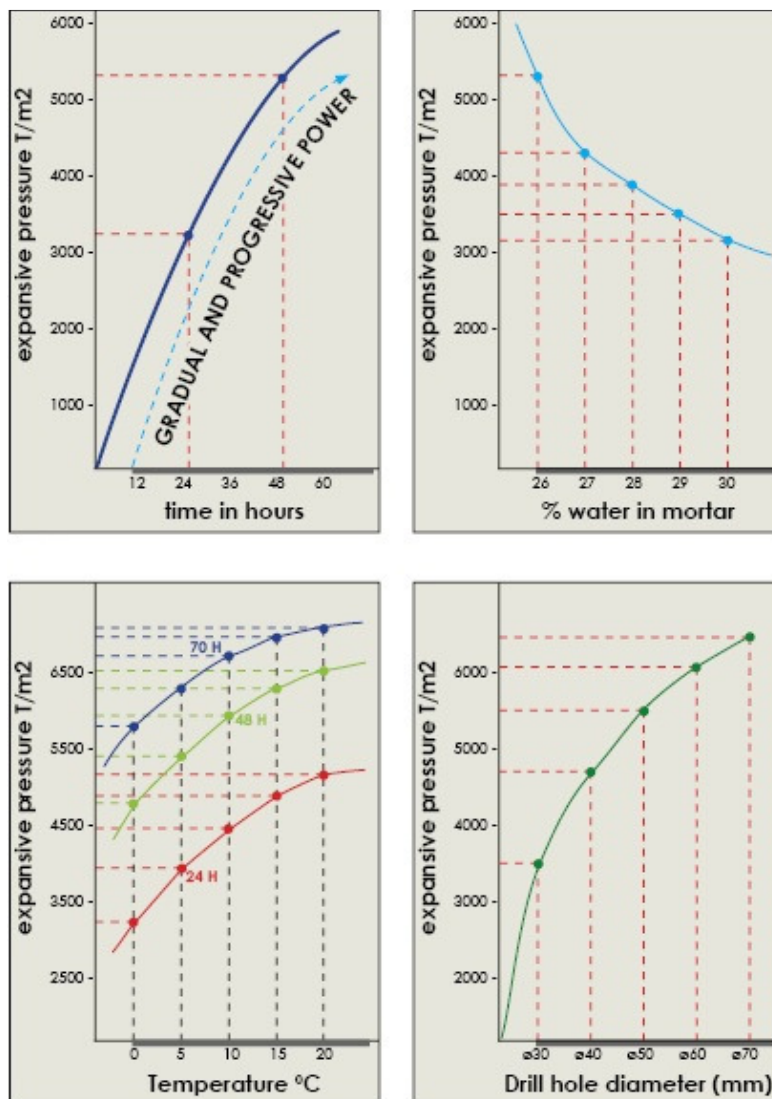 expansive pressure T/m2
6000 -
5000 -
4000 -
3000 -
2000 -
1000 -
GRADUAL AND PROGRESSIVE POWER
12 24 36 48 60
time in hours
expansive pressure T/m2
6000 -
5000 -
4000 -
3000 -
2000 -
1000 -
26 27 28 29 30
% water in mortar
expansive pressure T/m2
6500 -
5500 -
4500 -
3500 -
2500 -
70 H
48 H
24 H
0 5 10 15 20
Temperature ºC
expansive pressure T/m2
6000 -
5000 -
4000 -
3000 -
2000 -
ø30 ø40 ø50 ø60 ø70
Drill hole diameter (mm)